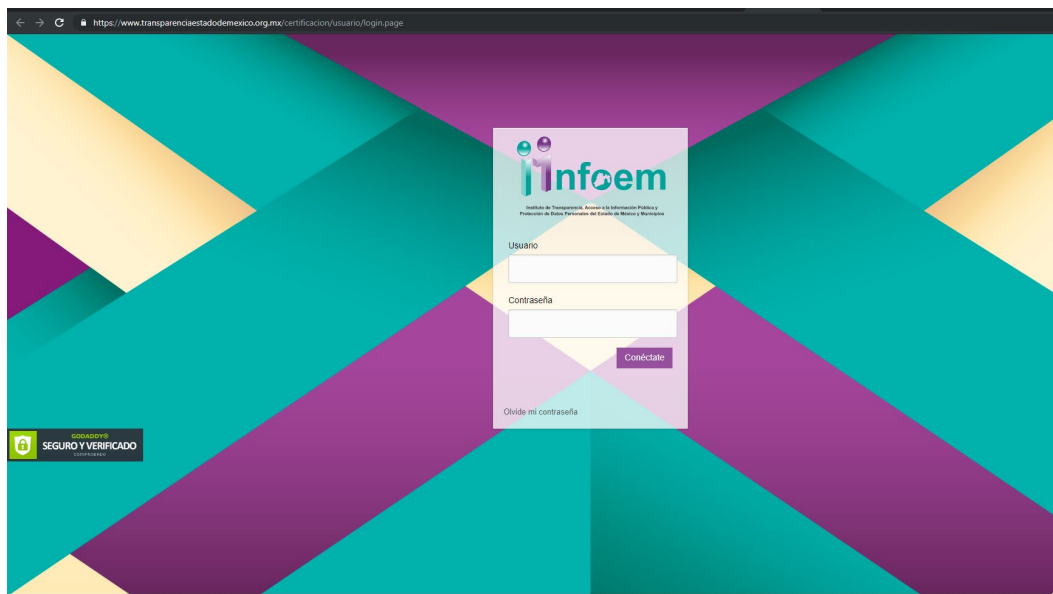 https://www.transparenciaestadodemexico.org.mx/certificacion/usuario/login.page
infoem
Instituto de Transparencia, Acceso a la Información Pública y
Protección de Datos Personales del Estado de México y Municipios
Usuario
Contraseña
Conéctate
Olvide mi contraseña
GODADDY®
SEGURO Y VERIFICADO